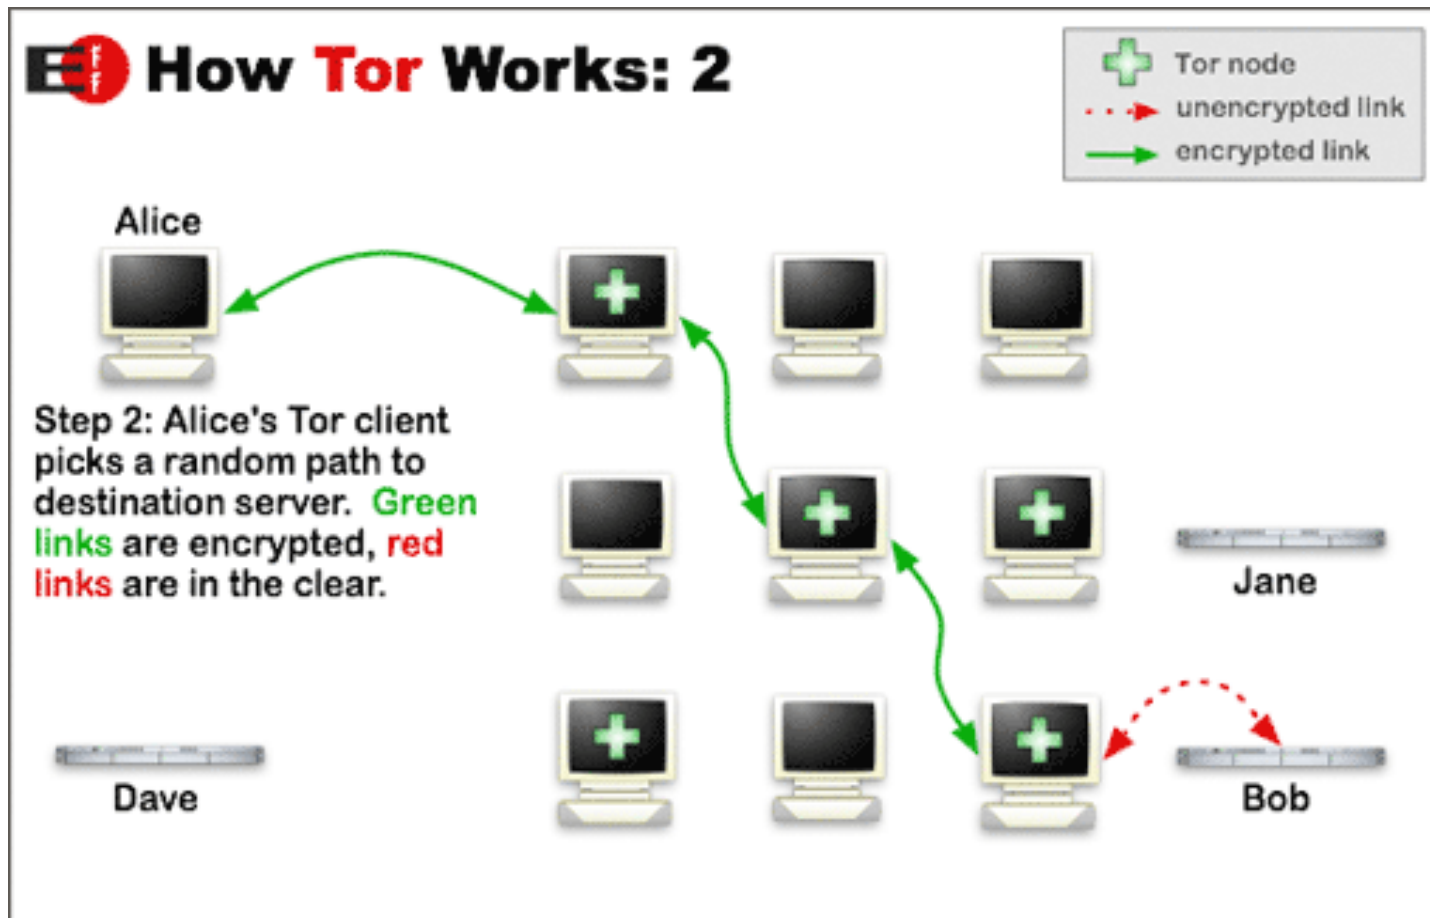 EFF How Tor Works: 2
Tor node
unencrypted link
encrypted link
Alice
Step 2: Alice's Tor client
picks a random path to
destination server. Green
links are encrypted, red
links are in the clear.
Jane
Dave
Bob